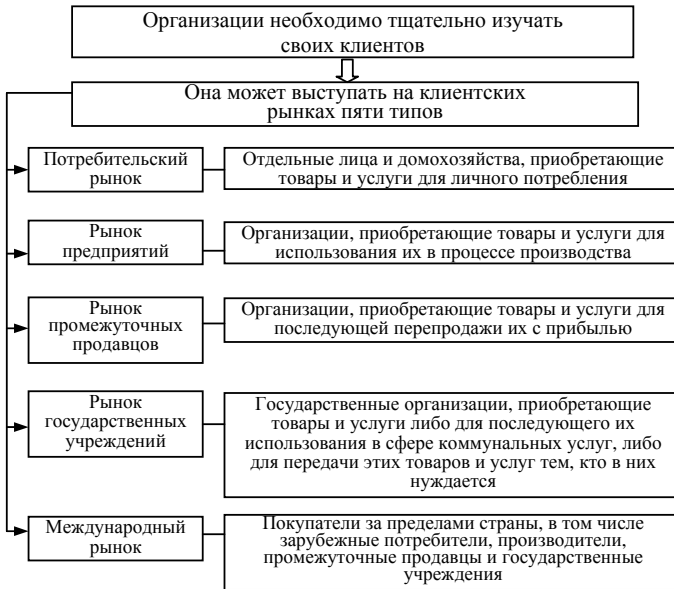 Организации необходимо тщательно изучать
своих клиентов
Она может выступать на клиентских
рынках пяти типов
Потребительский
рынок
Отдельные лица и домохозяйства, приобретающие
товары и услуги для личного потребления
Рынок
предприятий
Организации, приобретающие товары и услуги для
использования их в процессе производства
Рынок
промежуточных
продавцов
Организации, приобретающие товары и услуги для
последующей перепродажи их с прибылью
Рынок
государственных
учреждений
Государственные организации, приобретающие
товары и услуги либо для последующего их
использования в сфере коммунальных услуг, либо
для передачи этих товаров и услуг тем, кто в них
нуждается
Международный
рынок
Покупатели за пределами страны, в том числе
зарубежные потребители, производители,
промежуточные продавцы и государственные
учреждения